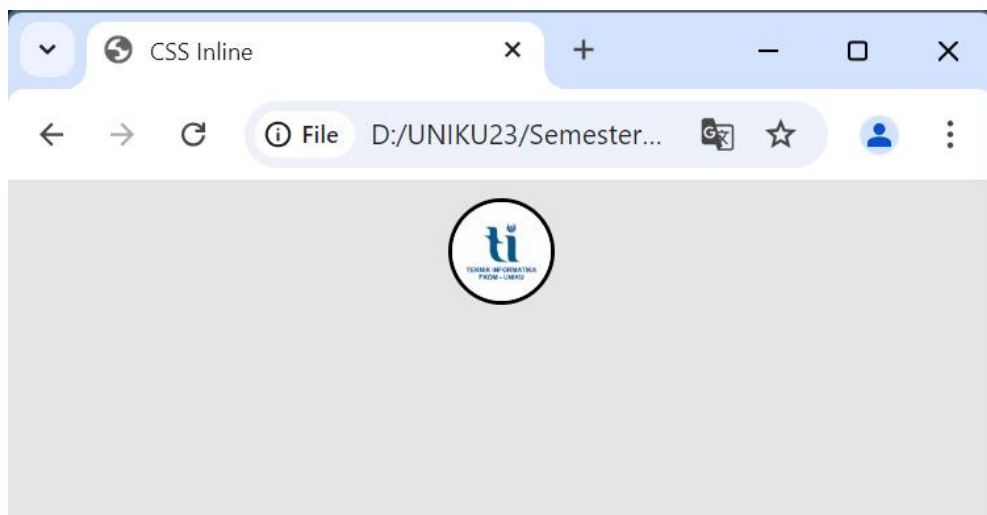 CSS Inline
File D:/UNIKU23/Semester...
ti
TEKNIK INFORMATIKA
FKOM - UNIKU